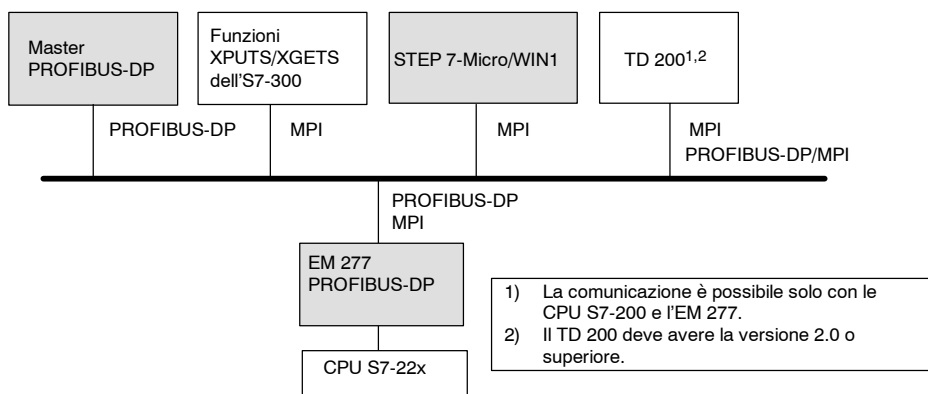 Master
PROFIBUS-DP
Funzioni
XPUTS/XGETS
dell'S7-300
STEP 7-Micro/WIN1
TD 2001,2
PROFIBUS-DP
MPI
MPI
MPI
PROFIBUS-DP/MPI
PROFIBUS-DP
MPI
EM 277
PROFIBUS-DP
CPU S7-22x
1) La comunicazione è possibile solo con le
CPU S7-200 e l'EM 277.
2) Il TD 200 deve avere la versione 2.0 o
superiore.